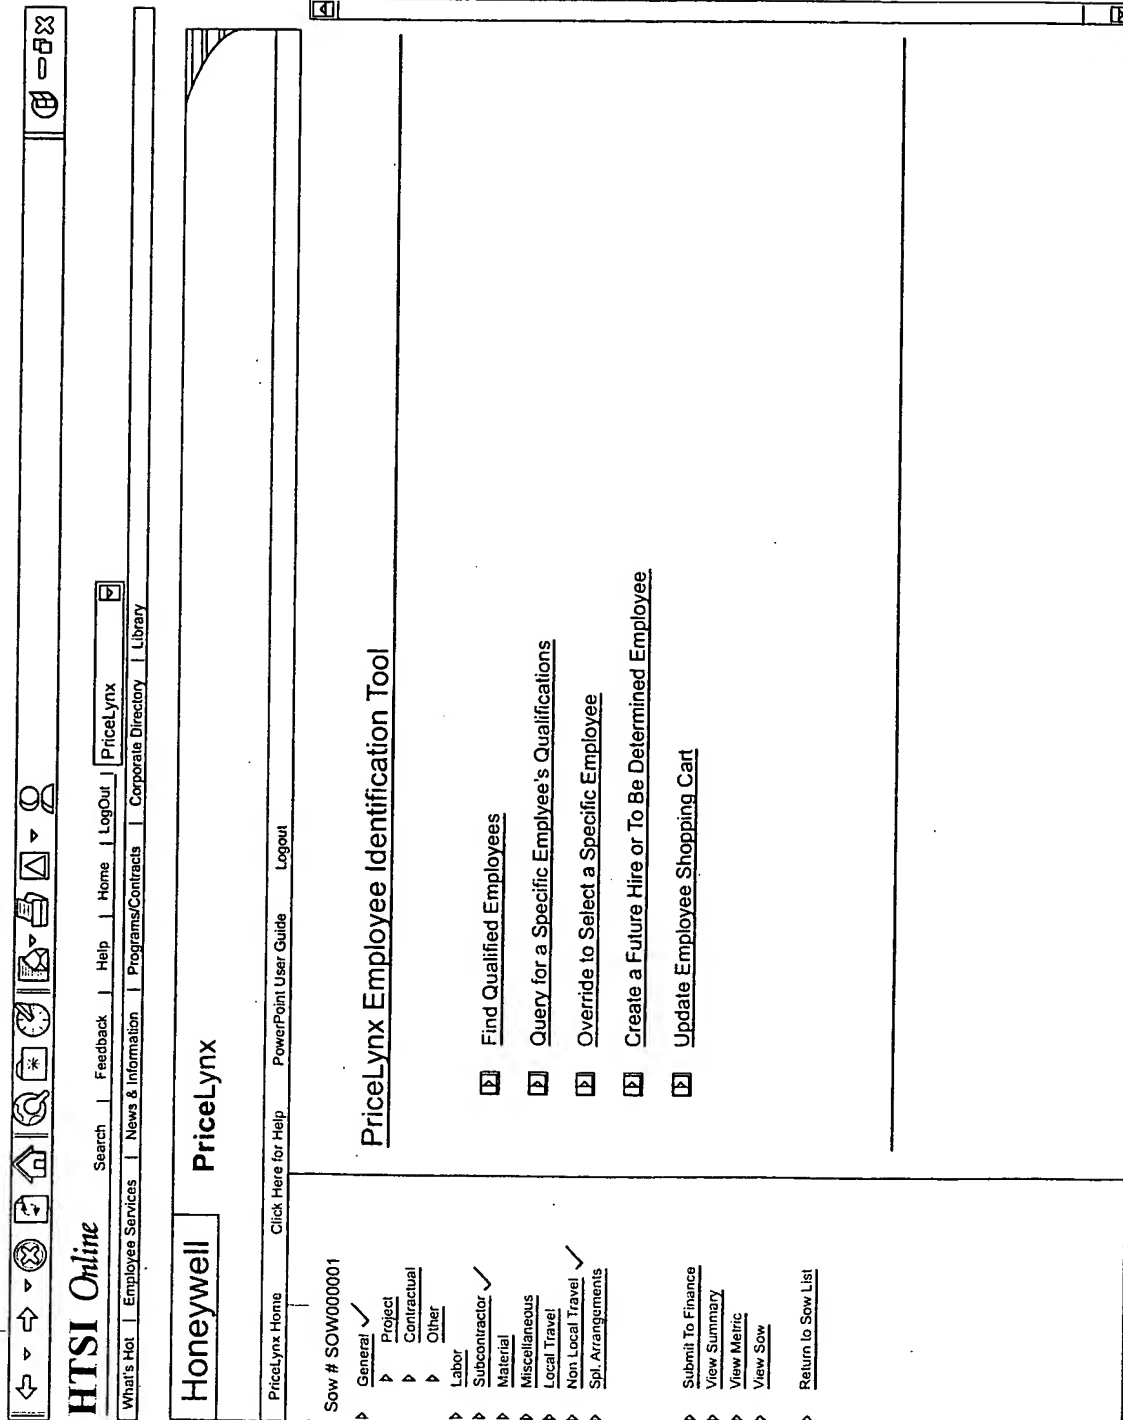 HTSI Online
Search | Feedback | Help | Home | LogOut | PriceLynx
What's Hot | Employee Services | News & Information | Programs/Contracts | Corporate Directory | Library
Honeywell
PriceLynx
PriceLynx Home Click Here for Help PowerPoint User Guide Logout
Sow # SOW000001
General
Project
Contractual
Other
Labor
Subcontractor
Material
Miscellaneous
Local Travel
Non Local Travel
Spl. Arrangements
Submit To Finance
View Summary
View Metric
View Sow
Return to Sow List
PriceLynx Employee Identification Tool
Find Qualified Employees
Query for a Specific Emplyee's Qualifications
Override to Select a Specific Employee
Create a Future Hire or To Be Determined Employee
Update Employee Shopping Cart